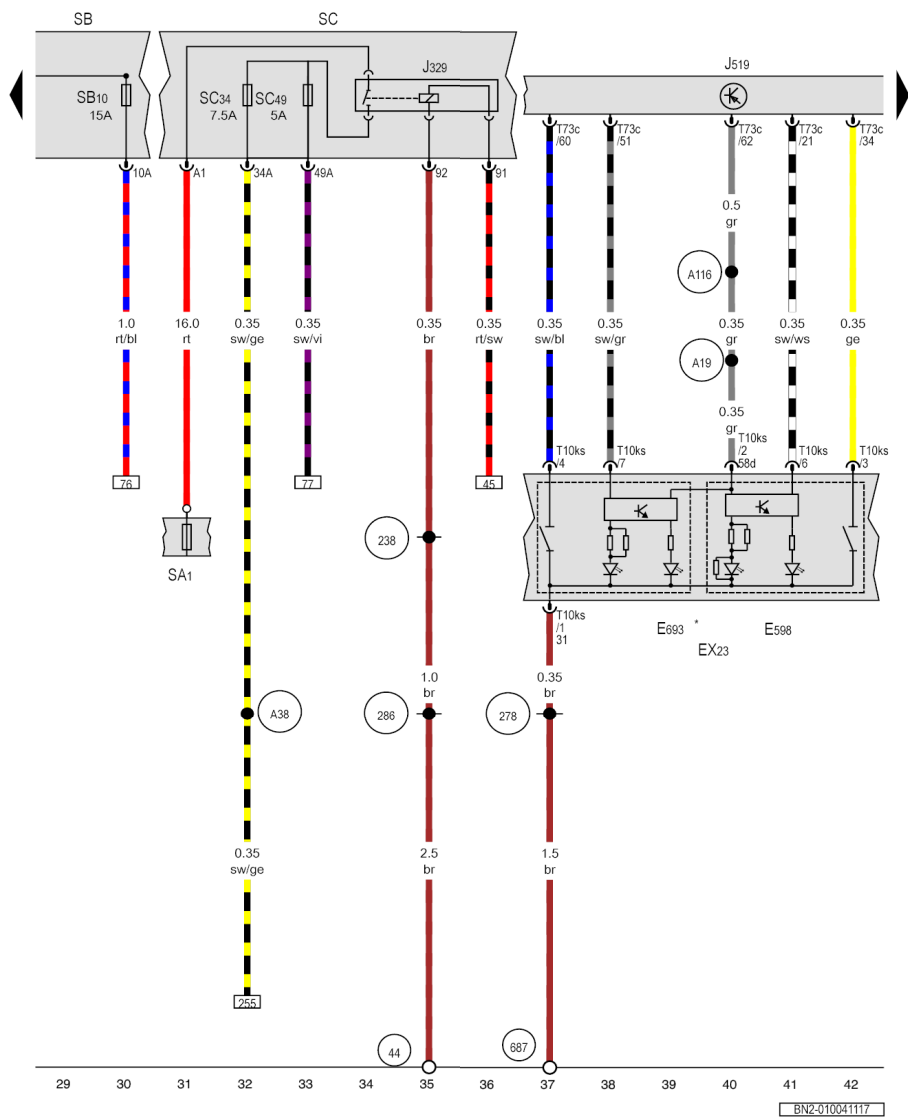 SB SC
J329 J519
SB10 SC34 SC49
15A 7.5A 5A
T73c T73c T73c T73c T73c
/60 /51 /62 /21 /34
10A A1 34A 49A 92 91
0.5
gr
A116
1.0 16.0 0.35 0.35 0.35 0.35 0.35 0.35 0.35 0.35 0.35
rt/bl rt sw/ge sw/vi br rt/sw sw/bl sw/gr gr sw/ws ge
A19
0.35
gr
T10ks T10ks T10ks T10ks T10ks
/4 /7 /2 /6 /3
58d
76 77 45
238
SA1
T10ks
/1
31
E693 * E598
EX23
1.0 0.35
br br
A38 286 278
0.35 2.5 1.5
sw/ge br br
255
44 687
29 30 31 32 33 34 35 36 37 38 39 40 41 42
BN2-010041117